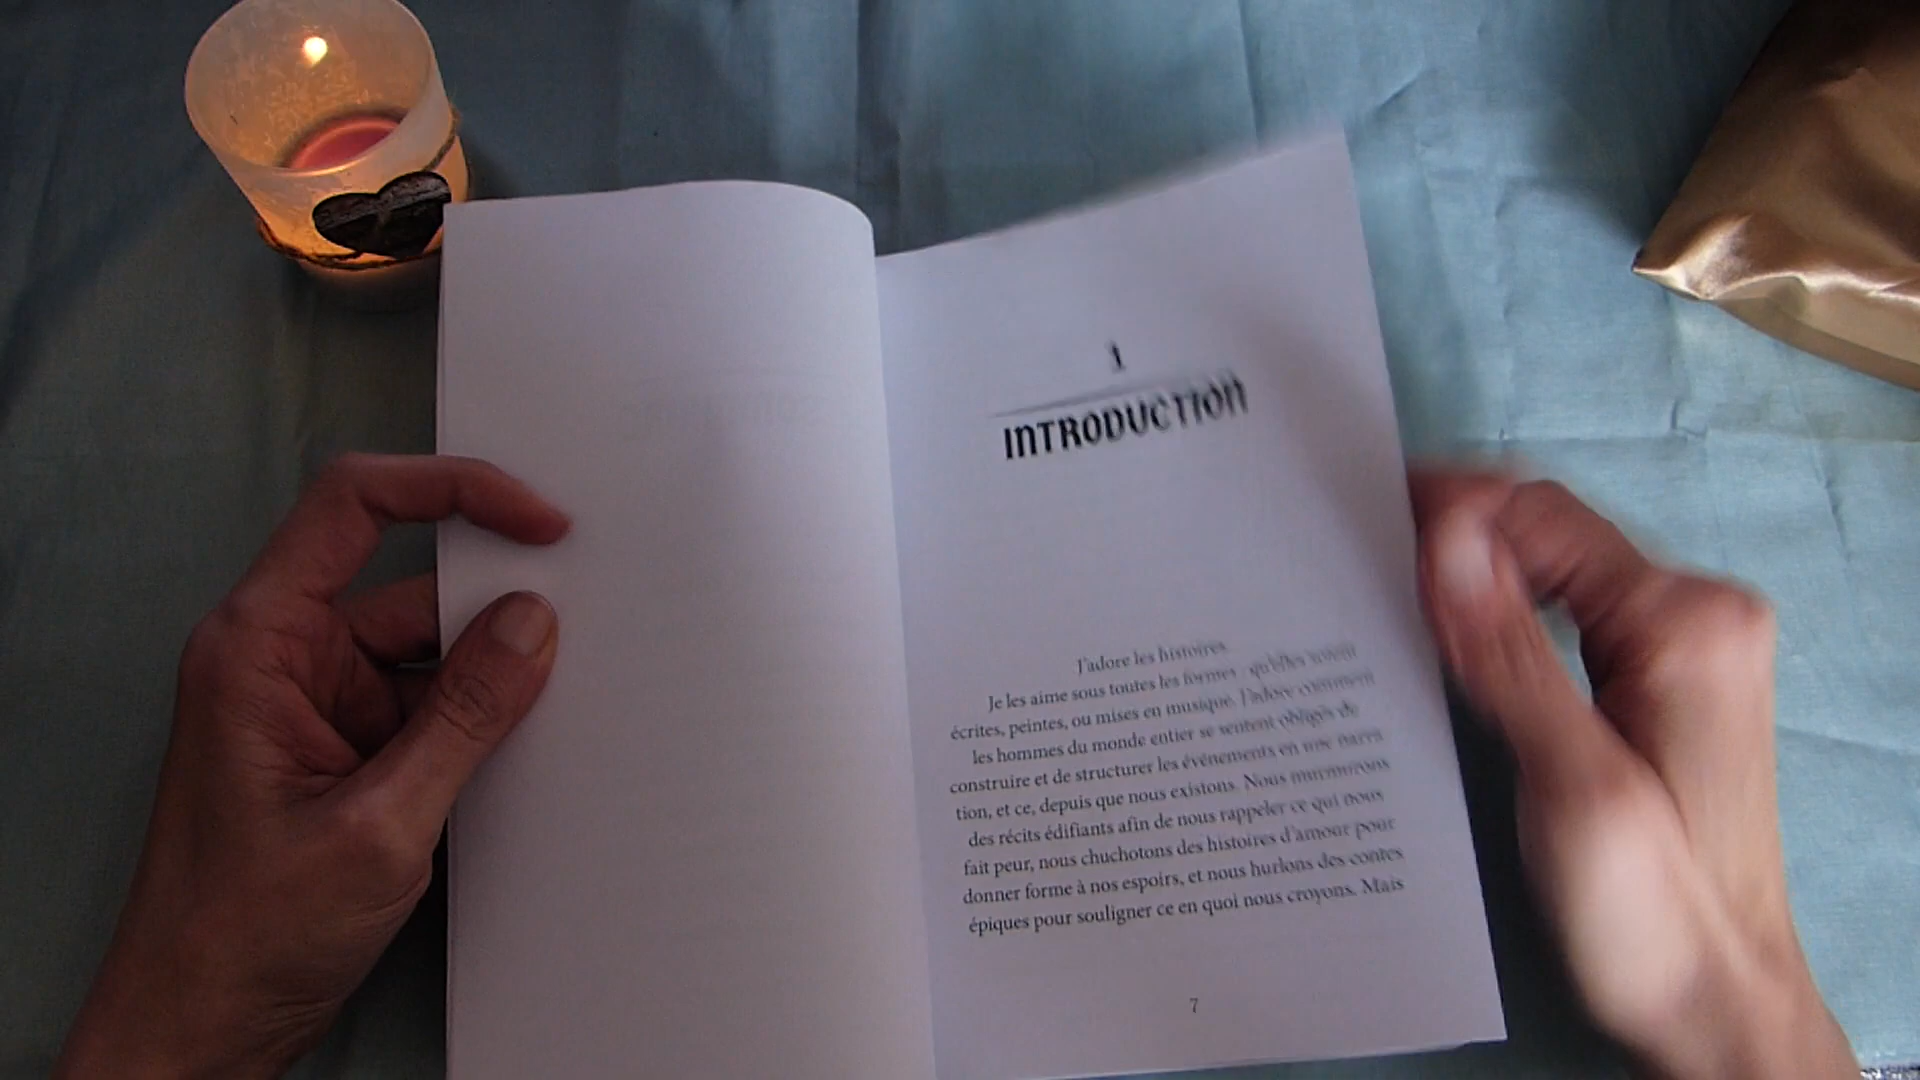 1
INTRODUCTION
J'adore les histoires.
Je les aime sous toutes les formes : qu'elles soient
écrites, peintes, ou mises en musique. J'adore comment
les hommes du monde entier se sentent obligés de
construire et de structurer les événements en une narra
tion, et ce, depuis que nous existons. Nous murmurons
des récits édifiants afin de nous rappeler ce qui nous
fait peur, nous chuchotons des histoires d'amour pour
donner forme à nos espoirs, et nous hurlons des contes
épiques pour souligner ce en quoi nous croyons. Mais
7